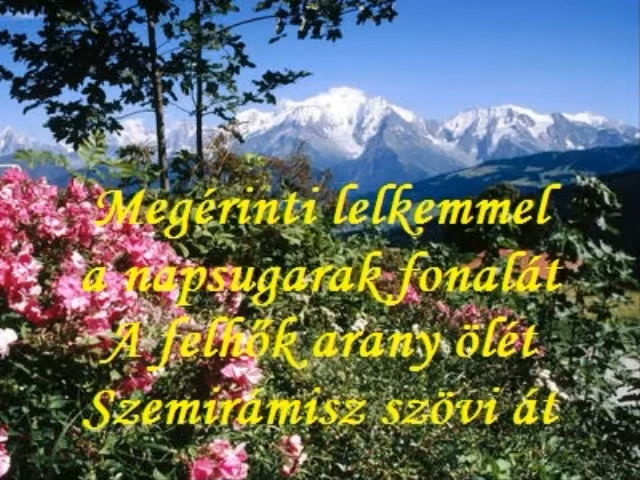 Megérinti lelkemmel
a napsugarak fonalát
A felhők arany ölét
Szemirámisz szövi át